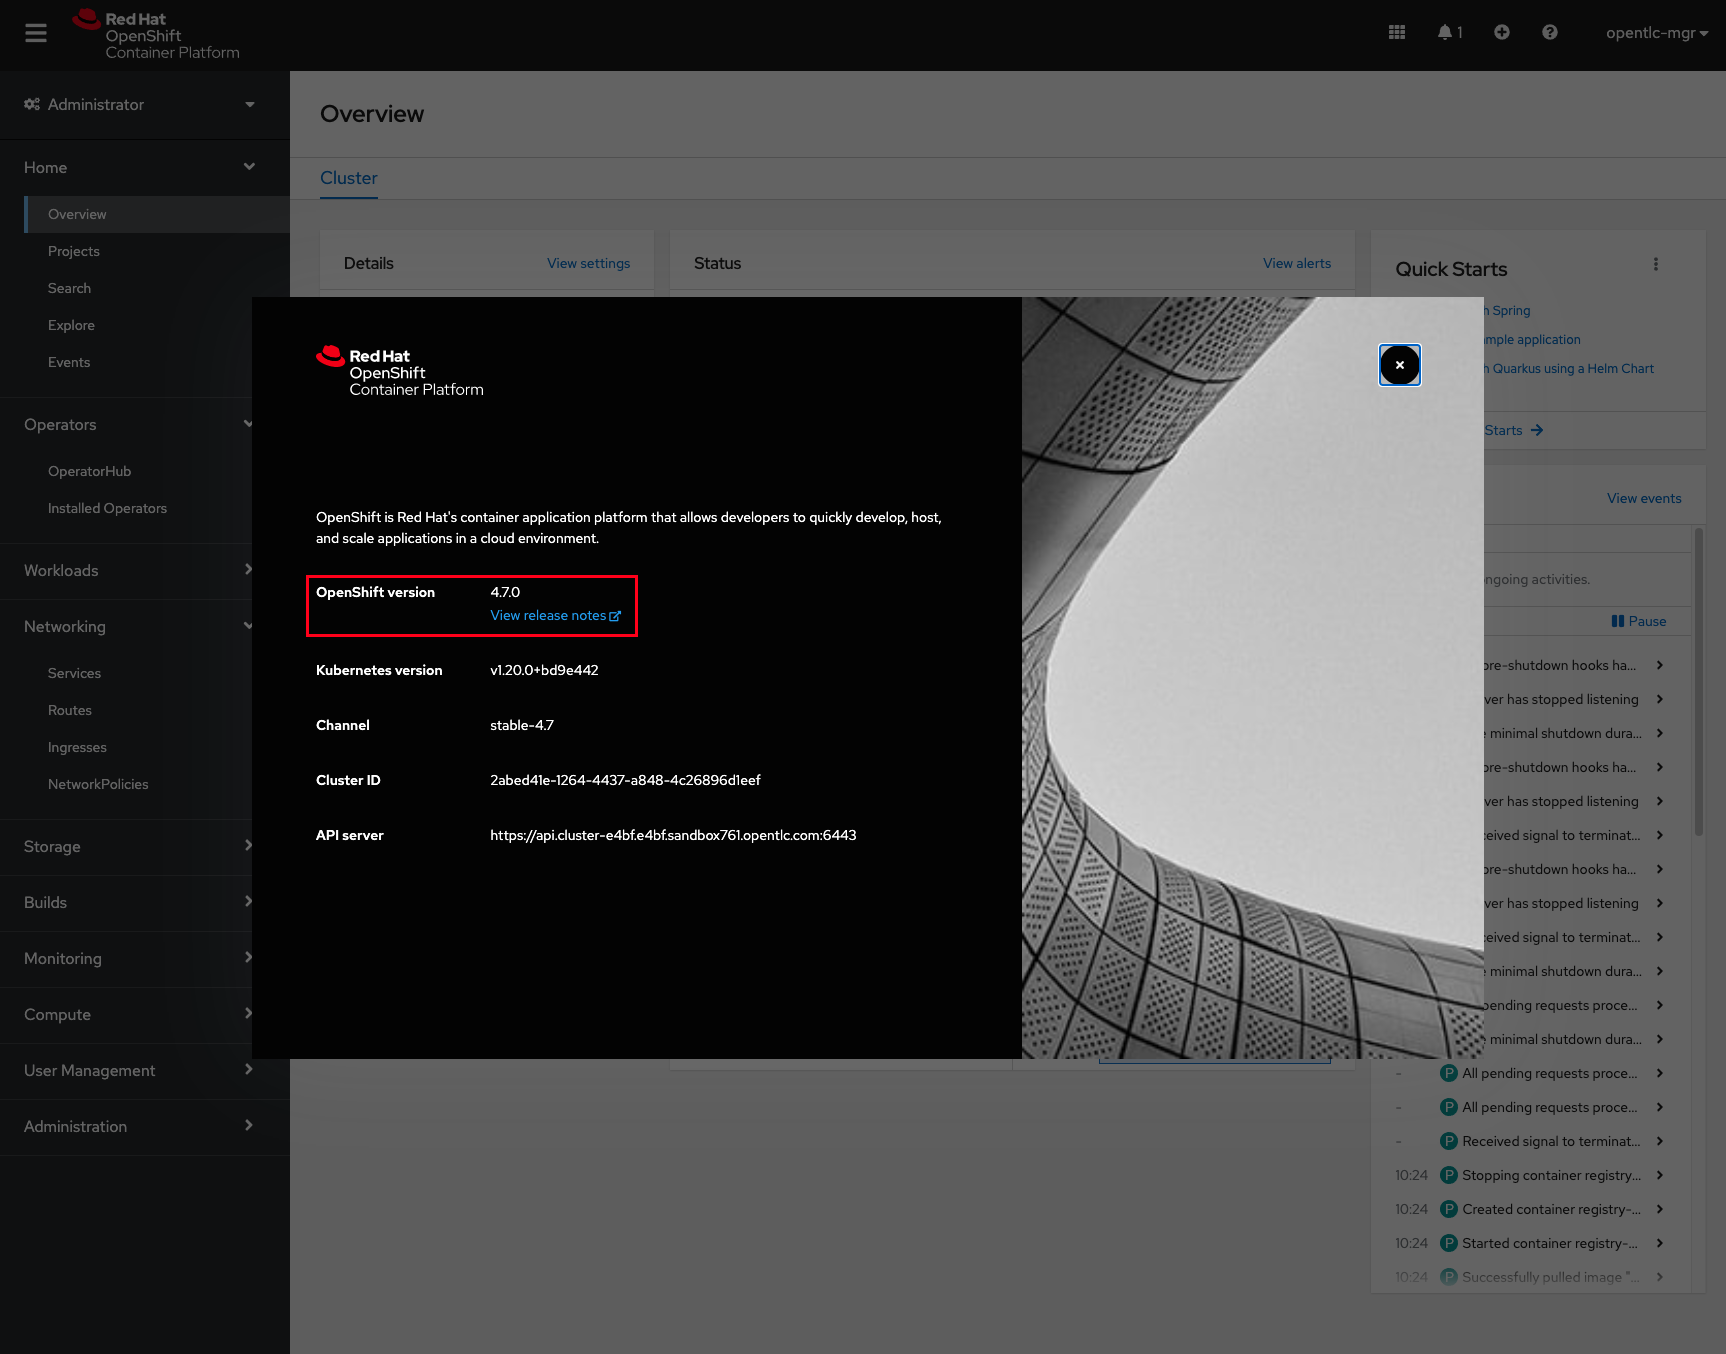 Red Hat
OpenShift
Container Platform
1
opentlc-mgr
Administrator
Home
Overview
Projects
Search
Explore
Events
Operators
OperatorHub
Installed Operators
Workloads
Networking
Services
Routes
Ingresses
NetworkPolicies
Storage
Builds
Monitoring
Compute
User Management
Administration
Overview
Cluster
Details
View settings
Status
View alerts
Quick Starts
Spring
application
Quarkus using a Helm Chart
Starts
View events
ongoing activities.
Pause
pre-shutdown hooks ha...
has stopped listening
minimal shutdown dura...
pre-shutdown hooks ha...
has stopped listening
signal to terminat...
pre-shutdown hooks ha...
has stopped listening
signal to terminat...
minimal shutdown dura...
pending requests proce...
minimal shutdown dura...
- P All pending requests proce...
- P All pending requests proce...
- P Received signal to terminat...
10:24 P Stopping container registry...
10:24 P Created container registry-...
10:24 P Started container registry-...
10:24 P Successfully pulled image "...
Red Hat
OpenShift
Container Platform
OpenShift is Red Hat's container application platform that allows developers to quickly develop, host,
and scale applications in a cloud environment.
OpenShift version 4.7.0
View release notes
Kubernetes version v1.20.0+bd9e442
Channel stable-4.7
Cluster ID 2abed41e-1264-4437-a848-4c26896d1eef
API server https://api.cluster-e4bf.e4bf.sandbox761.opentlc.com:6443